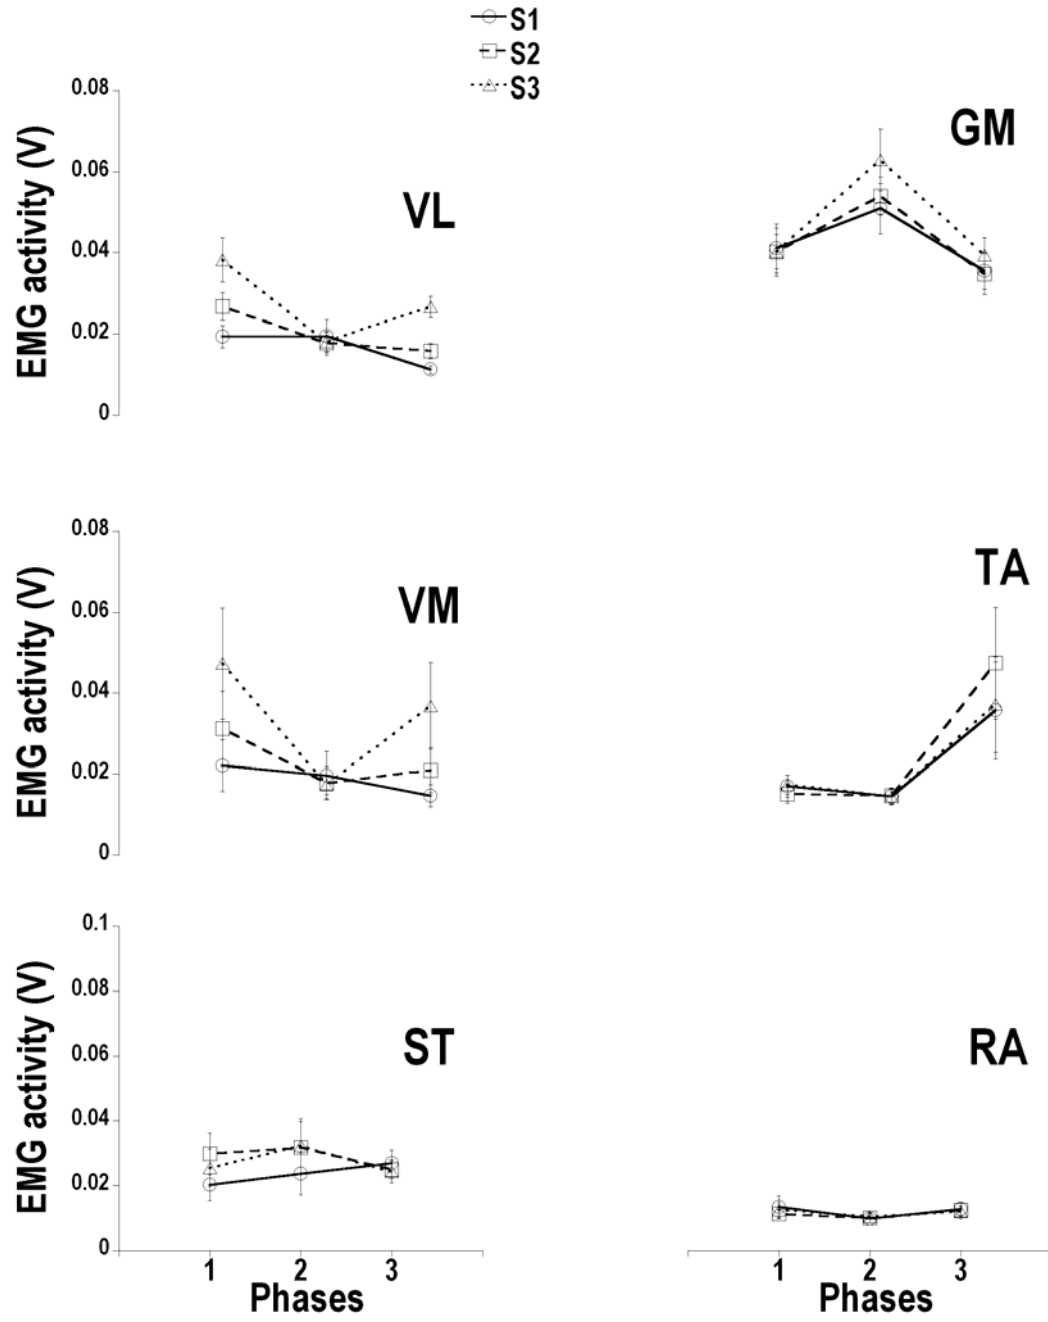 S1
S2
S3
EMG activity (V)
0.08
0.06
0.04
0.02
0
VL
GM
EMG activity (V)
0.08
0.06
0.04
0.02
0
VM
TA
EMG activity (V)
0.1
0.08
0.06
0.04
0.02
0
ST
RA
1 2 3
Phases
1 2 3
Phases